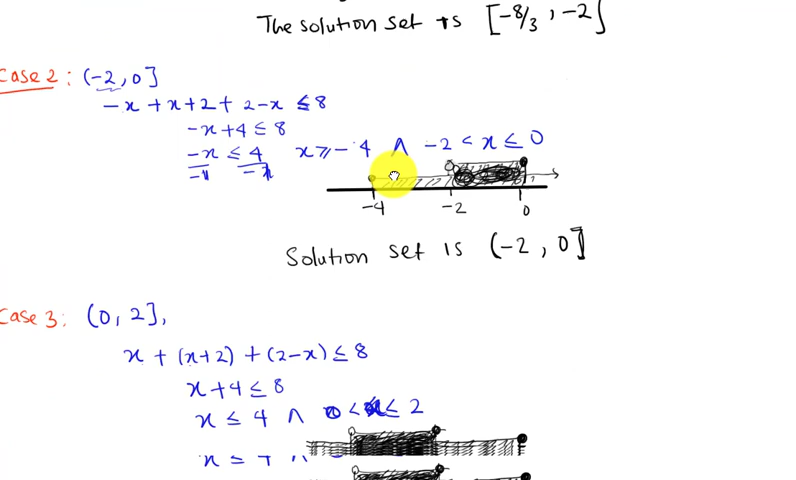 The solution set is [-8/3, -2]
Case 2: (-2, 0]
-x + x + 2 + 2 - x ≤ 8
-x + 4 ≤ 8
-x ≤ 4 x ≥ -4 ∧ -2 < x ≤ 0
-4 -2 0
Solution set is (-2, 0]
Case 3: (0, 2],
x + (x+2) + (2-x) ≤ 8
x + 4 ≤ 8
x ≤ 4 ∧ 0 < x ≤ 2